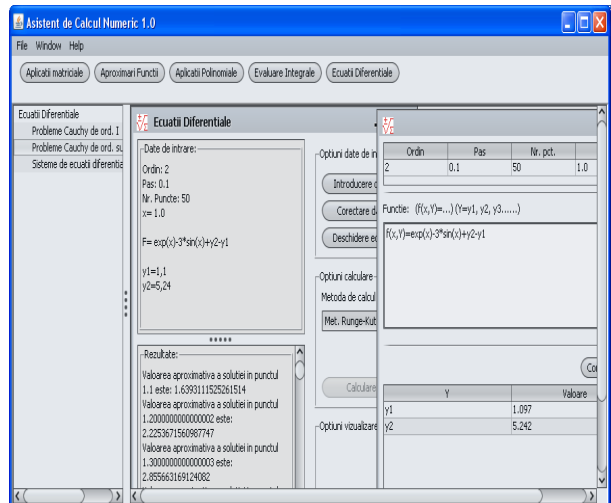 Asistent de Calcul Numeric 1.0
File Window Help
Aplicatii matriciale Aproximari Functii Aplicatii Polinomiale Evaluare Integrale Ecuatii Diferentiale
Ecuatii Diferentiale
Probleme Cauchy de ord. I
Probleme Cauchy de ord. su
Sisteme de ecuatii diferentia
Ecuatii Diferentiale
Date de intrare:
Ordin: 2
Pas: 0.1
Nr. Puncte: 50
x= 1.0
F= exp(x)-3*sin(x)+y2-y1
y1=1,1
y2=5,24
Rezultate:
Valoarea aproximativa a solutiei in punctul
1.1 este: 1.6393111525261514
Valoarea aproximativa a solutiei in punctul
1.2000000000000002 este:
2.2253671560987747
Valoarea aproximativa a solutiei in punctul
1.3000000000000003 este:
2.855663169124082
Optiuni date de in
Introducere d
Corectare da
Deschidere ec
Optiuni calculare
Metoda de calcul
Met. Runge-Kut
Calculare
Optiuni vizualizare
Ordin Pas Nr. pct.
2 0.1 50 1.0
Functie: (f(x,Y)=...) (Y=y1, y2, y3......)
f(x,Y)=exp(x)-3*sin(x)+y2-y1
Cor
Y Valoare
y1 1.097
y2 5.242